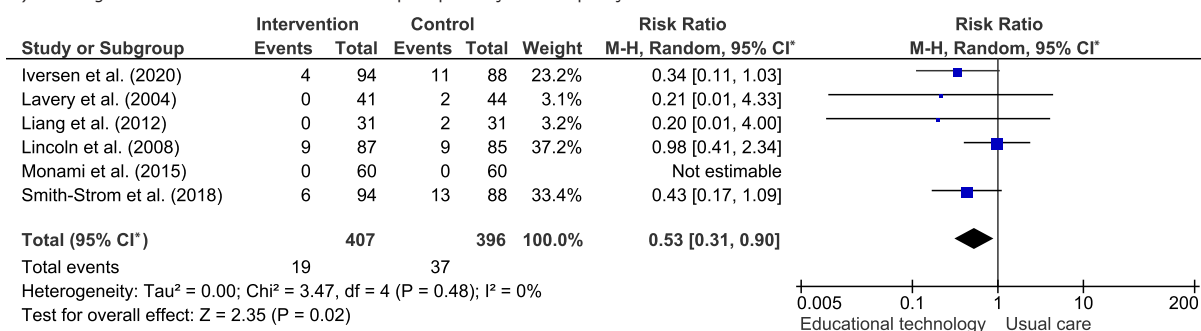 Intervention Control Risk Ratio Risk Ratio
Study or Subgroup Events Total Events Total Weight M-H, Random, 95% CI* M-H, Random, 95% CI*
Iversen et al. (2020) 4 94 11 88 23.2% 0.34 [0.11, 1.03]
Lavery et al. (2004) 0 41 2 44 3.1% 0.21 [0.01, 4.33]
Liang et al. (2012) 0 31 2 31 3.2% 0.20 [0.01, 4.00]
Lincoln et al. (2008) 9 87 9 85 37.2% 0.98 [0.41, 2.34]
Monami et al. (2015) 0 60 0 60 Not estimable
Smith-Strom et al. (2018) 6 94 13 88 33.4% 0.43 [0.17, 1.09]
Total (95% CI*) 407 396 100.0% 0.53 [0.31, 0.90]
Total events 19 37
Heterogeneity: Tau² = 0.00; Chi² = 3.47, df = 4 (P = 0.48); I² = 0%
Test for overall effect: Z = 2.35 (P = 0.02)
0.005 0.1 1 10 200
Educational technology Usual care